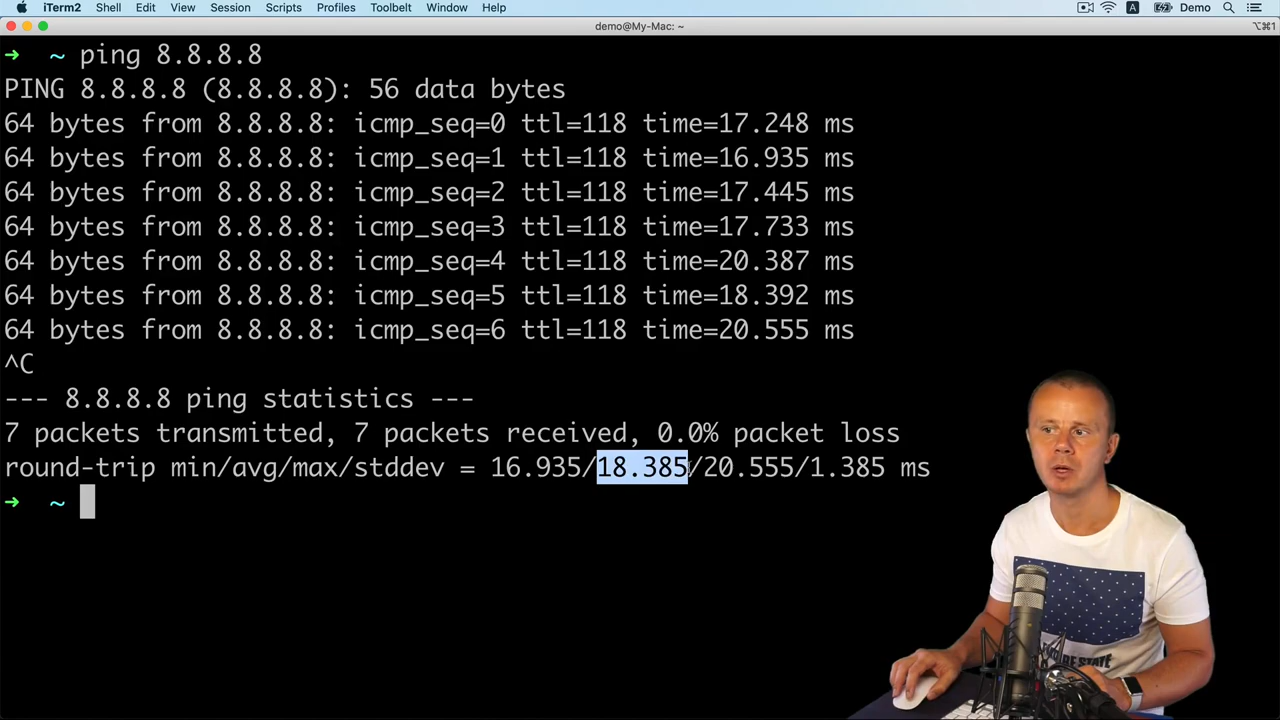 iTerm2 Shell Edit View Session Scripts Profiles Toolbelt Window Help A Demo
demo@My-Mac: ~ ⌥⌘1
➜ ~ ping 8.8.8.8
PING 8.8.8.8 (8.8.8.8): 56 data bytes
64 bytes from 8.8.8.8: icmp_seq=0 ttl=118 time=17.248 ms
64 bytes from 8.8.8.8: icmp_seq=1 ttl=118 time=16.935 ms
64 bytes from 8.8.8.8: icmp_seq=2 ttl=118 time=17.445 ms
64 bytes from 8.8.8.8: icmp_seq=3 ttl=118 time=17.733 ms
64 bytes from 8.8.8.8: icmp_seq=4 ttl=118 time=20.387 ms
64 bytes from 8.8.8.8: icmp_seq=5 ttl=118 time=18.392 ms
64 bytes from 8.8.8.8: icmp_seq=6 ttl=118 time=20.555 ms
^C
--- 8.8.8.8 ping statistics ---
7 packets transmitted, 7 packets received, 0.0% packet loss
round-trip min/avg/max/stddev = 16.935/18.385/20.555/1.385 ms
➜ ~
STATE